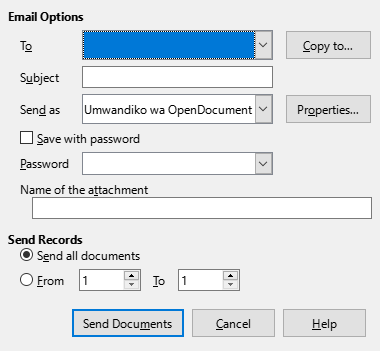 Email Options
To
Copy to...
Subject
Send as Umwandiko wa OpenDocument Properties...
Save with password
Password
Name of the attachment
Send Records
Send all documents
From 1 To 1
Send Documents Cancel Help